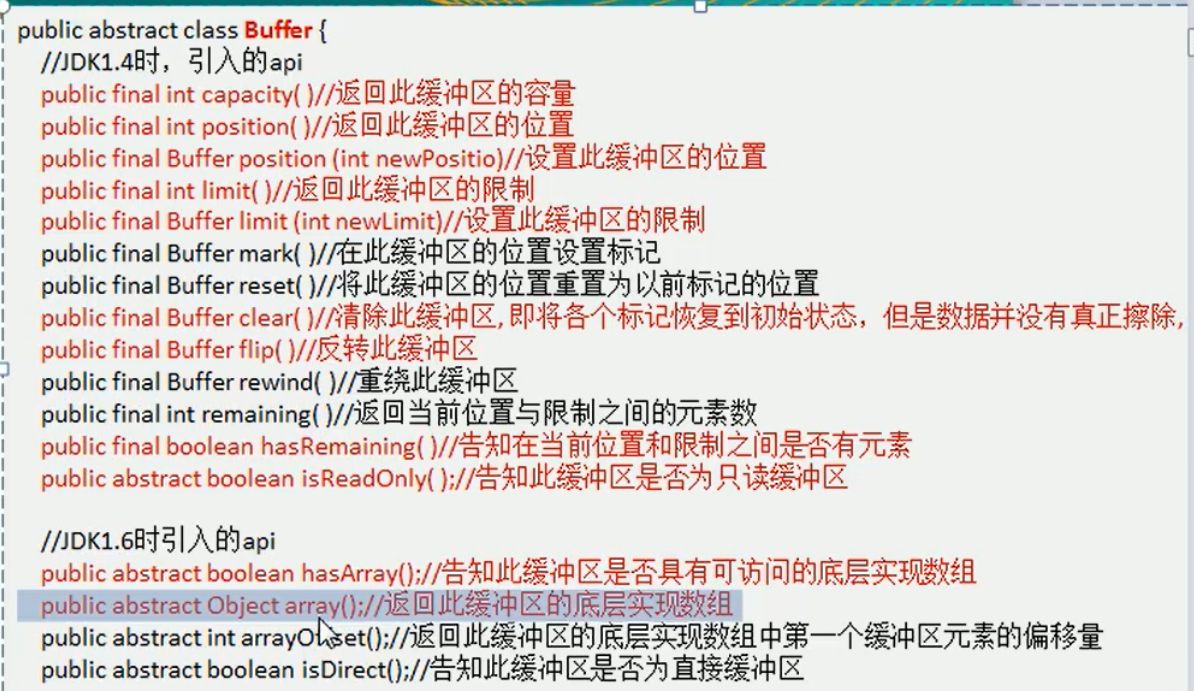 public abstract class Buffer {
//JDK1.4时，引入的api
public final int capacity( )//返回此缓冲区的容量
public final int position( )//返回此缓冲区的位置
public final Buffer position (int newPositio)//设置此缓冲区的位置
public final int limit( )//返回此缓冲区的限制
public final Buffer limit (int newLimit)//设置此缓冲区的限制
public final Buffer mark( )//在此缓冲区的位置设置标记
public final Buffer reset( )//将此缓冲区的位置重置为以前标记的位置
public final Buffer clear( )//清除此缓冲区,即将各个标记恢复到初始状态，但是数据并没有真正擦除,
public final Buffer flip( )//反转此缓冲区
public final Buffer rewind( )//重绕此缓冲区
public final int remaining( )//返回当前位置与限制之间的元素数
public final boolean hasRemaining( )//告知在当前位置和限制之间是否有元素
public abstract boolean isReadOnly( );//告知此缓冲区是否为只读缓冲区
//JDK1.6时引入的api
public abstract boolean hasArray();//告知此缓冲区是否具有可访问的底层实现数组
public abstract Object array();//返回此缓冲区的底层实现数组
public abstract int arrayOffset();//返回此缓冲区的底层实现数组中第一个缓冲区元素的偏移量
public abstract boolean isDirect();//告知此缓冲区是否为直接缓冲区